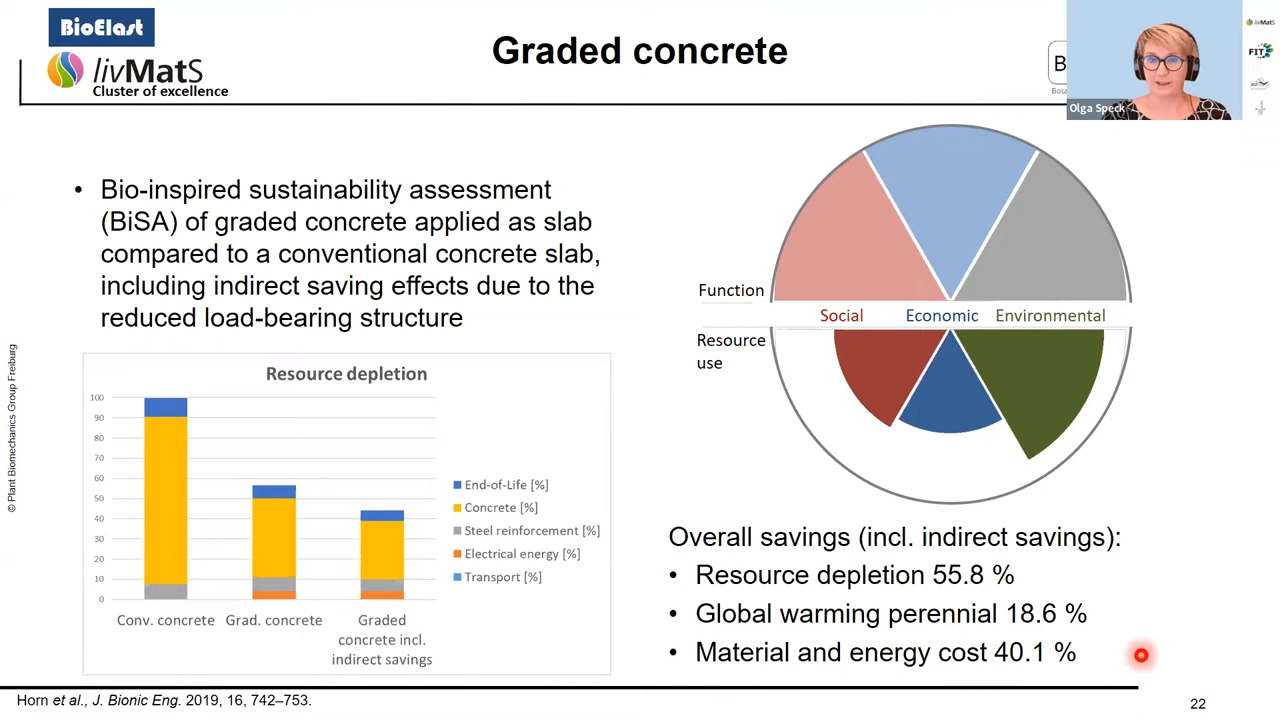 BioElast
livMatS
Cluster of excellence
Graded concrete
B
Bota
Olga Speck
livMatS
FIT
• Bio-inspired sustainability assessment
(BiSA) of graded concrete applied as slab
compared to a conventional concrete slab,
including indirect saving effects due to the
reduced load-bearing structure
© Plant Biomechanics Group Freiburg
Resource depletion
100
90
80
70
60
50
40
30
20
10
0
Conv. concrete
Grad. concrete
Graded
concrete incl.
indirect savings
End-of-Life [%]
Concrete [%]
Steel reinforcement [%]
Electrical energy [%]
Transport [%]
Function
Social Economic Environmental
Resource
use
Overall savings (incl. indirect savings):
• Resource depletion 55.8 %
• Global warming perennial 18.6 %
• Material and energy cost 40.1 %
Horn et al., J. Bionic Eng. 2019, 16, 742–753.
22